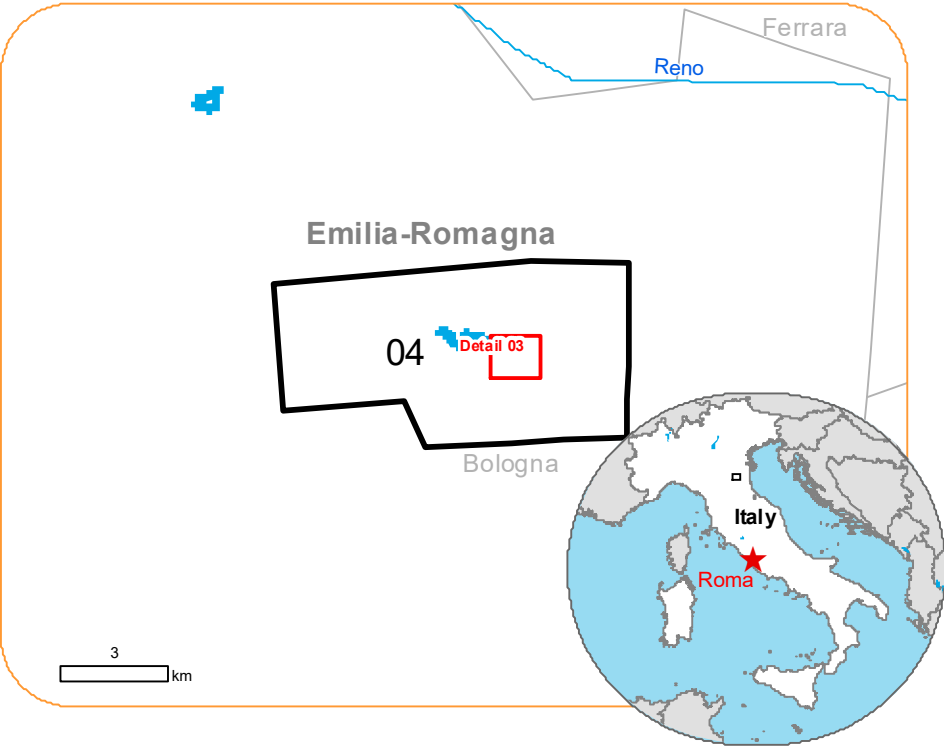 Ferrara
Reno
Emilia-Romagna
04
Detail 03
Bologna
Italy
Roma
3
km